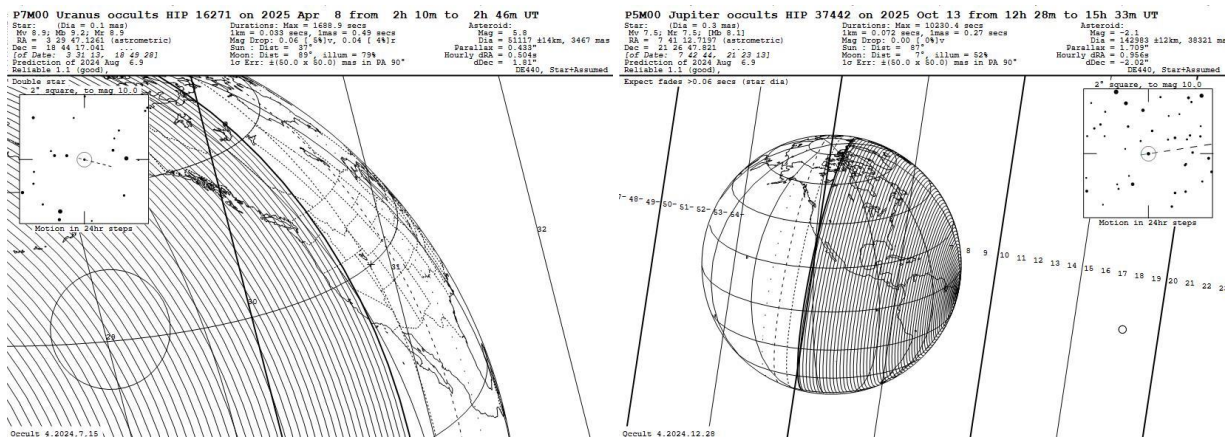 P7M00 Uranus occults HIP 16271 on 2025 Apr 8 from 2h 10m to 2h 46m UT
Star: (Dia = 0.1 mas)
Mv 8.9; Mb 9.2; Mr 8.9
RA = 3 29 47.1261 (astrometric)
Dec = 18 44 17.041
[of Date: 3 31 13, 18 49 28]
Prediction of 2024 Aug 6.9
Reliable 1.1 (good),
Durations: Max = 1688.9 secs
1km = 0.033 secs, 1mas = 0.49 secs
Mag Drop: 0.06 [ 5%]v, 0.04 [ 4%]r
Sun : Dist = 37°
Moon: Dist = 89°, illum = 79%
1σ Err: ±(50.0 x 50.0) mas in PA 90°
Asteroid:
Mag = 5.8
Dia = 51117 ±14km, 3467 mas
Parallax = 0.433"
Hourly dRA = 0.504s
dDec = 1.81"
DE440, Star+Assumed
Double star
2° square, to mag 10.0
Motion in 24hr steps
32
31
30
29
Occult 4.2024.7.15
P5M00 Jupiter occults HIP 37442 on 2025 Oct 13 from 12h 28m to 15h 33m UT
Star: (Dia = 0.3 mas)
Mv 7.5; Mr 7.5; [Mb 8.1]
RA = 7 41 12.7197 (astrometric)
Dec = 21 26 47.821
[of Date: 7 42 , 21 23 13]
Prediction of 2024 Aug 6.9
Reliable 1.1 (good),
Durations: Max = 10230.4 secs
1km = 0.072 secs, 1mas = 0.27 secs
Mag Drop: 0.00 [ 0%]v
Sun : Dist = 87°
Moon: Dist = 7°, illum = 52%
1σ Err: ±(50.0 x 50.0) mas in PA 90°
Asteroid:
Mag = -2.1
Dia = 142983 ±12km, 38321 mas
Parallax = 1.709"
Hourly dRA = 0.956s
dDec = -2.02"
DE440, Star+Assumed
Expect fades >0.06 secs (star dia)
2° square, to mag 10.0
Motion in 24hr steps
48 49 50 51 52 53 54
8 9 10 11 12 13 14 15 16 17 18 19 20 21 22
Occult 4.2024.12.28